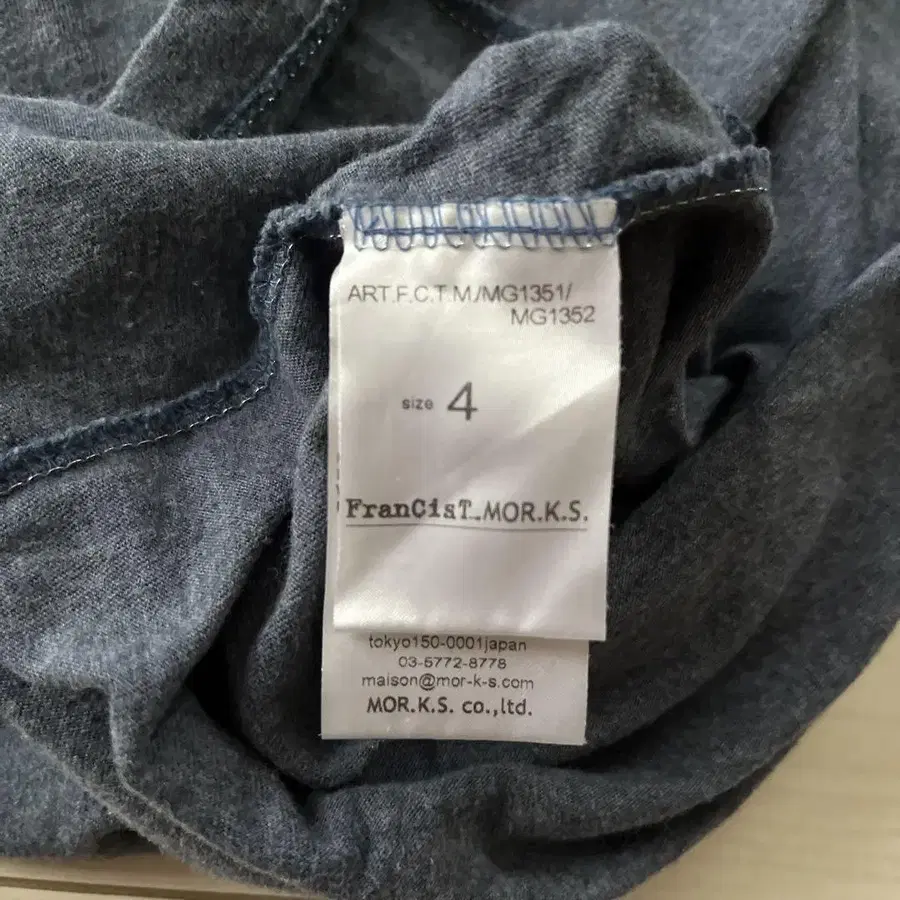 ART.F.C.T.M./MG1351/
MG1352
size 4
FranCisT_MOR.K.S.
tokyo150-0001japan
03-5772-8778
maison@mor-k-s.com
MOR.K.S. co.,ltd.